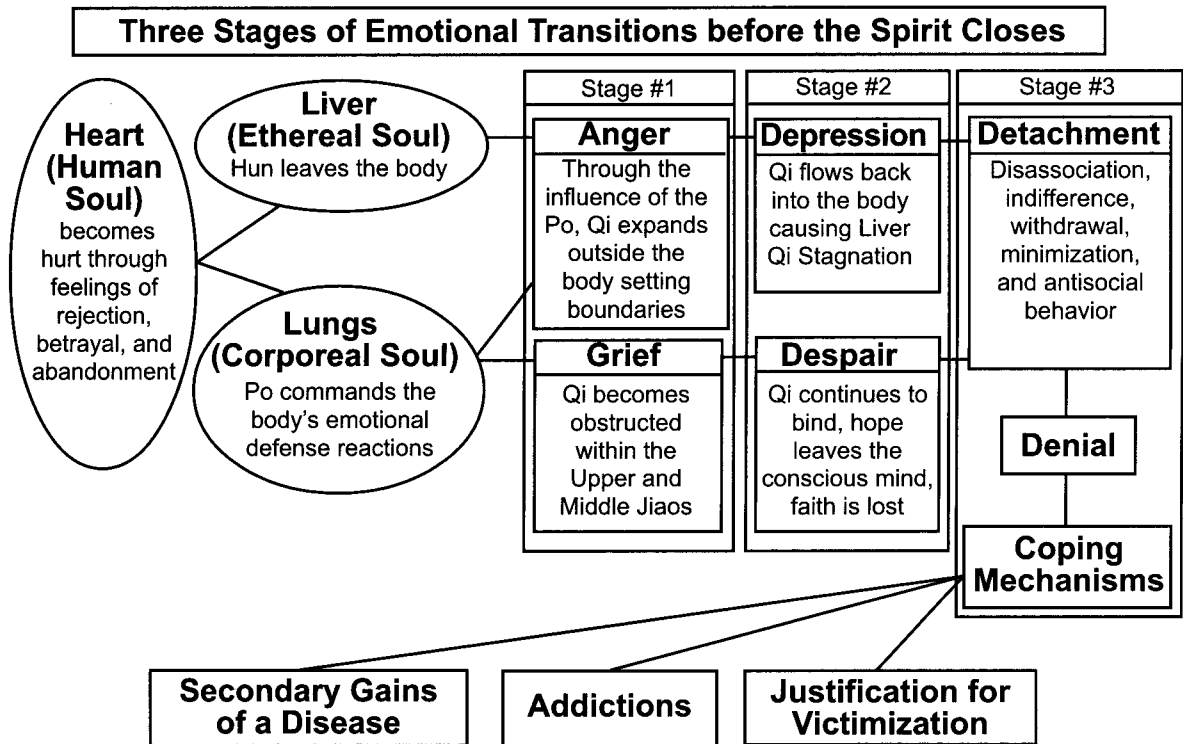 Three Stages of Emotional Transitions before the Spirit Closes
Heart
(Human
Soul)
becomes
hurt through
feelings of
rejection,
betrayal, and
abandonment
Liver
(Ethereal Soul)
Hun leaves the body
Lungs
(Corporeal Soul)
Po commands the
body's emotional
defense reactions
Stage #1
Anger
Through the
influence of the
Po, Qi expands
outside the
body setting
boundaries
Grief
Qi becomes
obstructed
within the
Upper and
Middle Jiaos
Stage #2
Depression
Qi flows back
into the body
causing Liver
Qi Stagnation
Despair
Qi continues to
bind, hope
leaves the
conscious mind,
faith is lost
Stage #3
Detachment
Disassociation,
indifference,
withdrawal,
minimization,
and antisocial
behavior
Denial
Coping
Mechanisms
Secondary Gains
of a Disease
Addictions
Justification for
Victimization